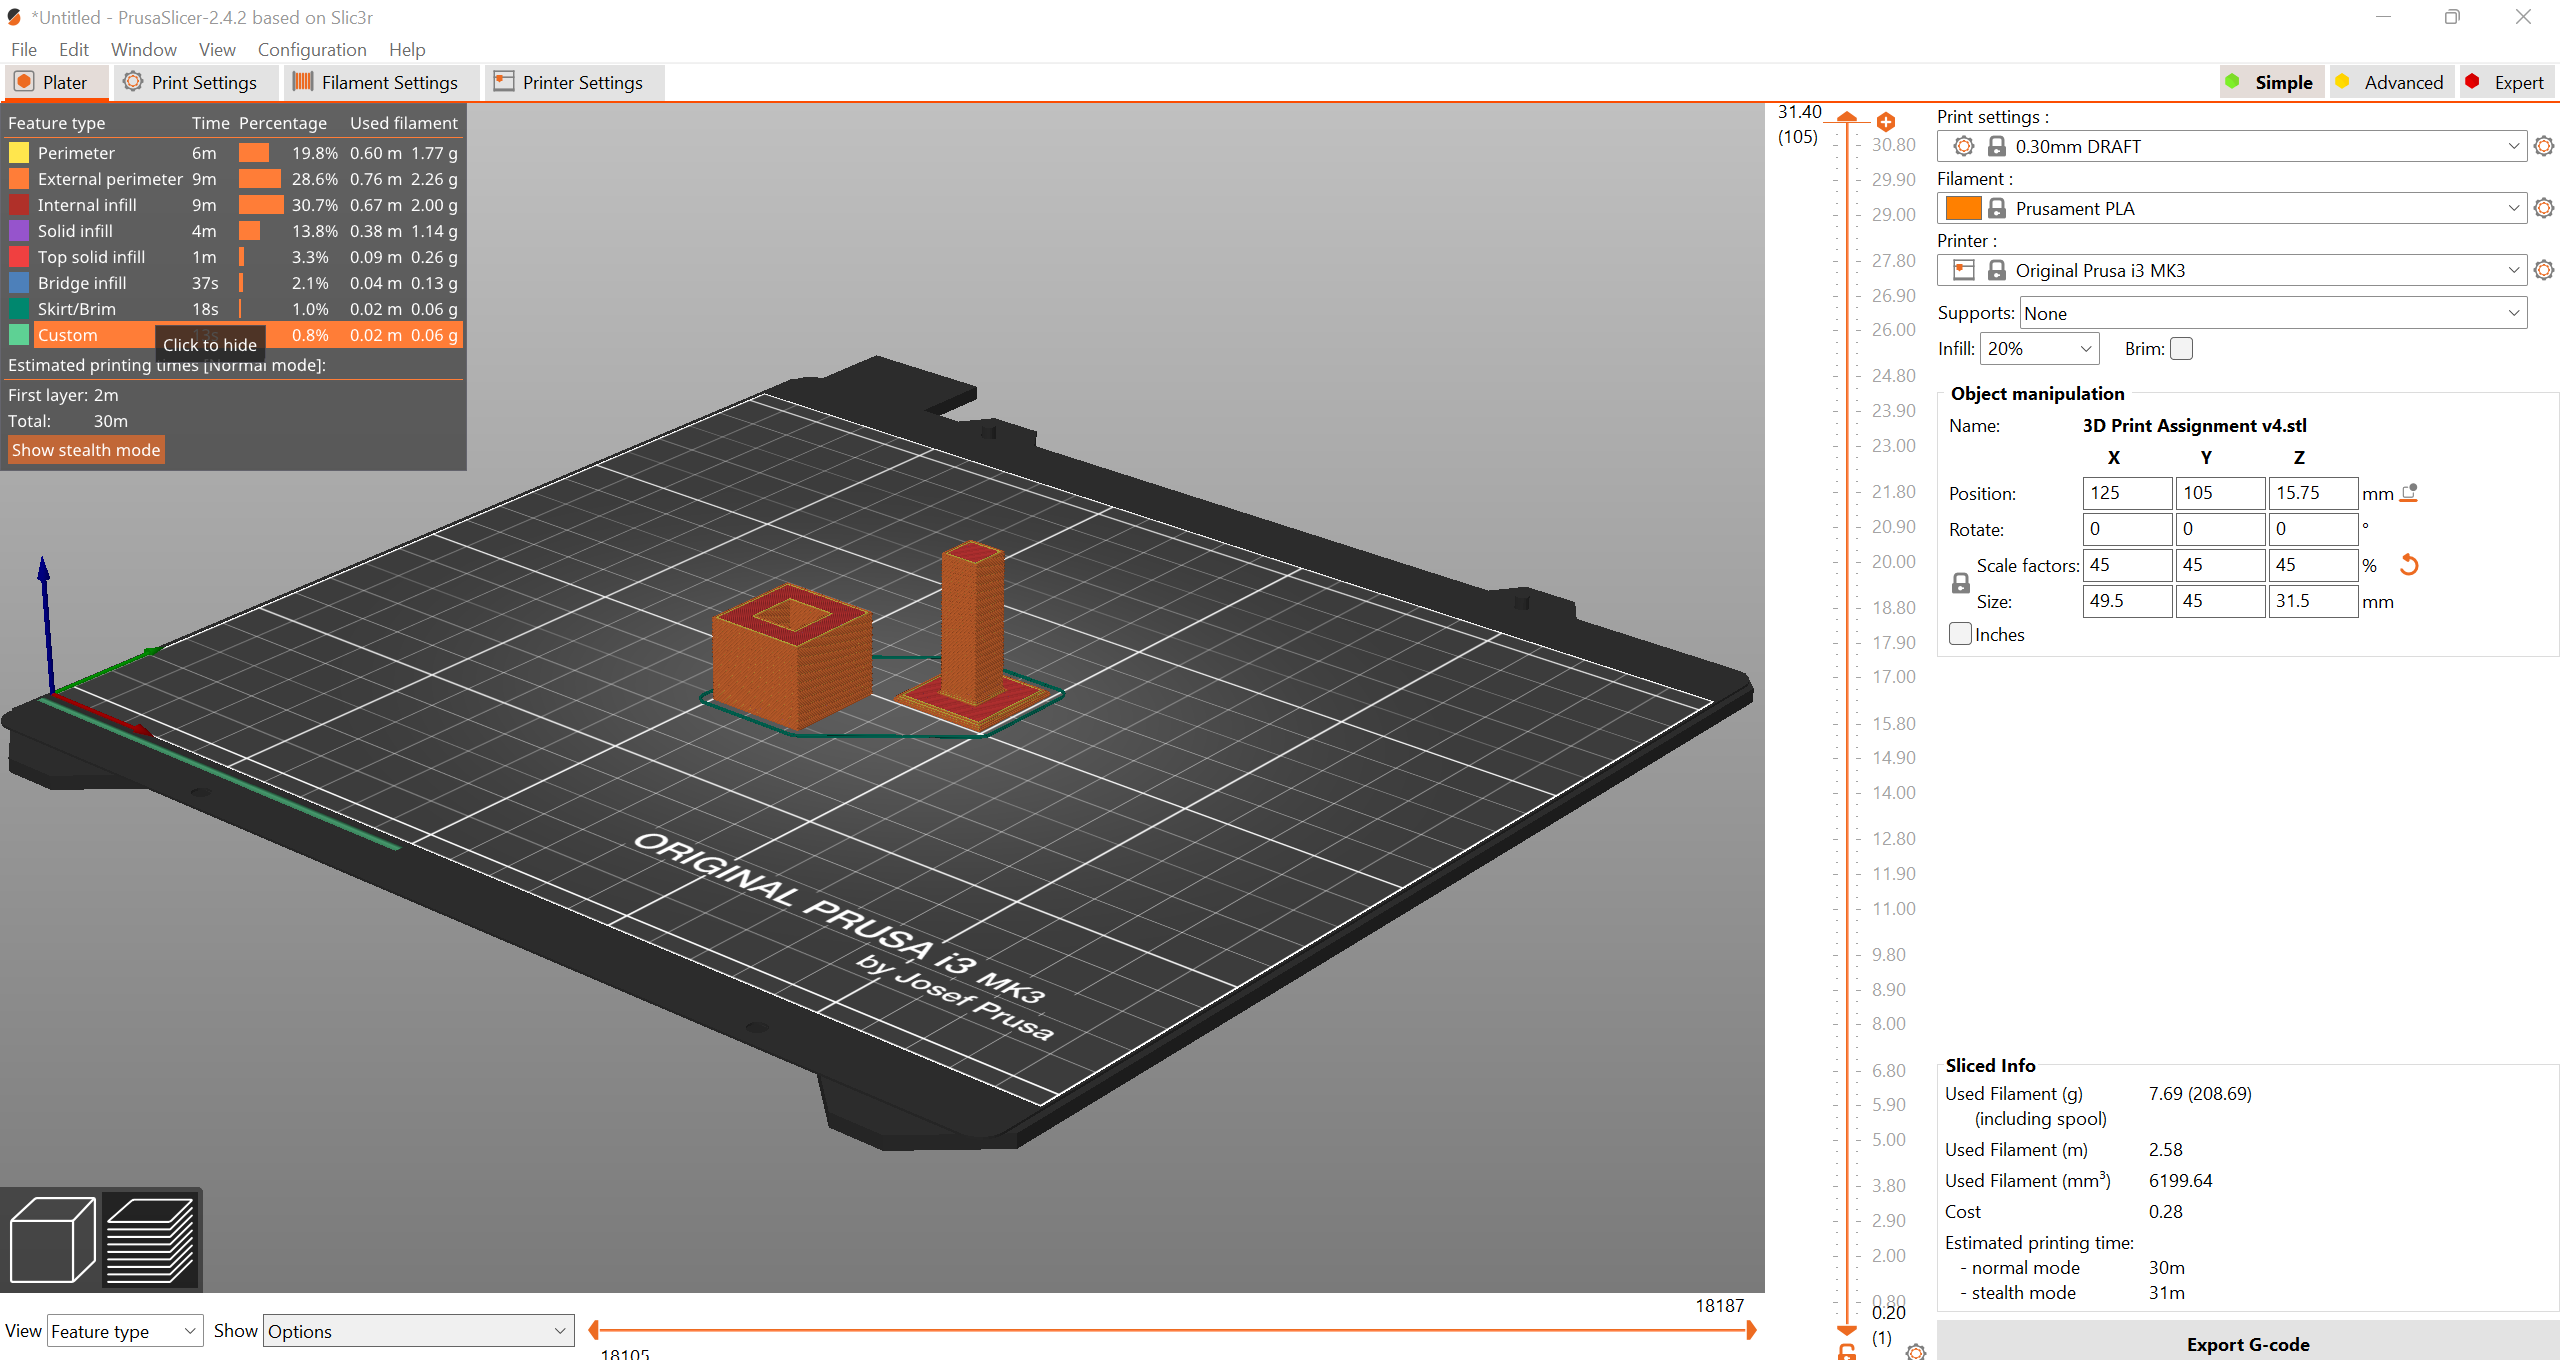 *Untitled - PrusaSlicer-2.4.2 based on Slic3r
File Edit Window View Configuration Help
Plater Print Settings Filament Settings Printer Settings Simple Advanced Expert
Feature type Time Percentage Used filament
Perimeter 6m 19.8% 0.60 m 1.77 g
External perimeter 9m 28.6% 0.76 m 2.26 g
Internal infill 9m 30.7% 0.67 m 2.00 g
Solid infill 4m 13.8% 0.38 m 1.14 g
Top solid infill 1m 3.3% 0.09 m 0.26 g
Bridge infill 37s 2.1% 0.04 m 0.13 g
Skirt/Brim 18s 1.0% 0.02 m 0.06 g
Custom 13s 0.8% 0.02 m 0.06 g
Click to hide
Estimated printing times [Normal mode]:
First layer: 2m
Total: 30m
Show stealth mode
ORIGINAL PRUSA i3 MK3
by Josef Prusa
31.40
(105)
30.80
29.90
29.00
27.80
26.90
26.00
24.80
23.90
23.00
21.80
20.90
20.00
18.80
17.90
17.00
15.80
14.90
14.00
12.80
11.90
11.00
9.80
8.90
8.00
6.80
5.90
5.00
3.80
2.90
2.00
0.80
0.20
(1)
Print settings :
0.30mm DRAFT
Filament :
Prusament PLA
Printer :
Original Prusa i3 MK3
Supports: None
Infill: 20% Brim:
Object manipulation
Name: 3D Print Assignment v4.stl
X Y Z
Position: 125 105 15.75 mm
Rotate: 0 0 0 °
Scale factors: 45 45 45 %
Size: 49.5 45 31.5 mm
Inches
Sliced Info
Used Filament (g) 7.69 (208.69)
(including spool)
Used Filament (m) 2.58
Used Filament (mm³) 6199.64
Cost 0.28
Estimated printing time:
- normal mode 30m
- stealth mode 31m
Export G-code
View Feature type Show Options
18187
18105